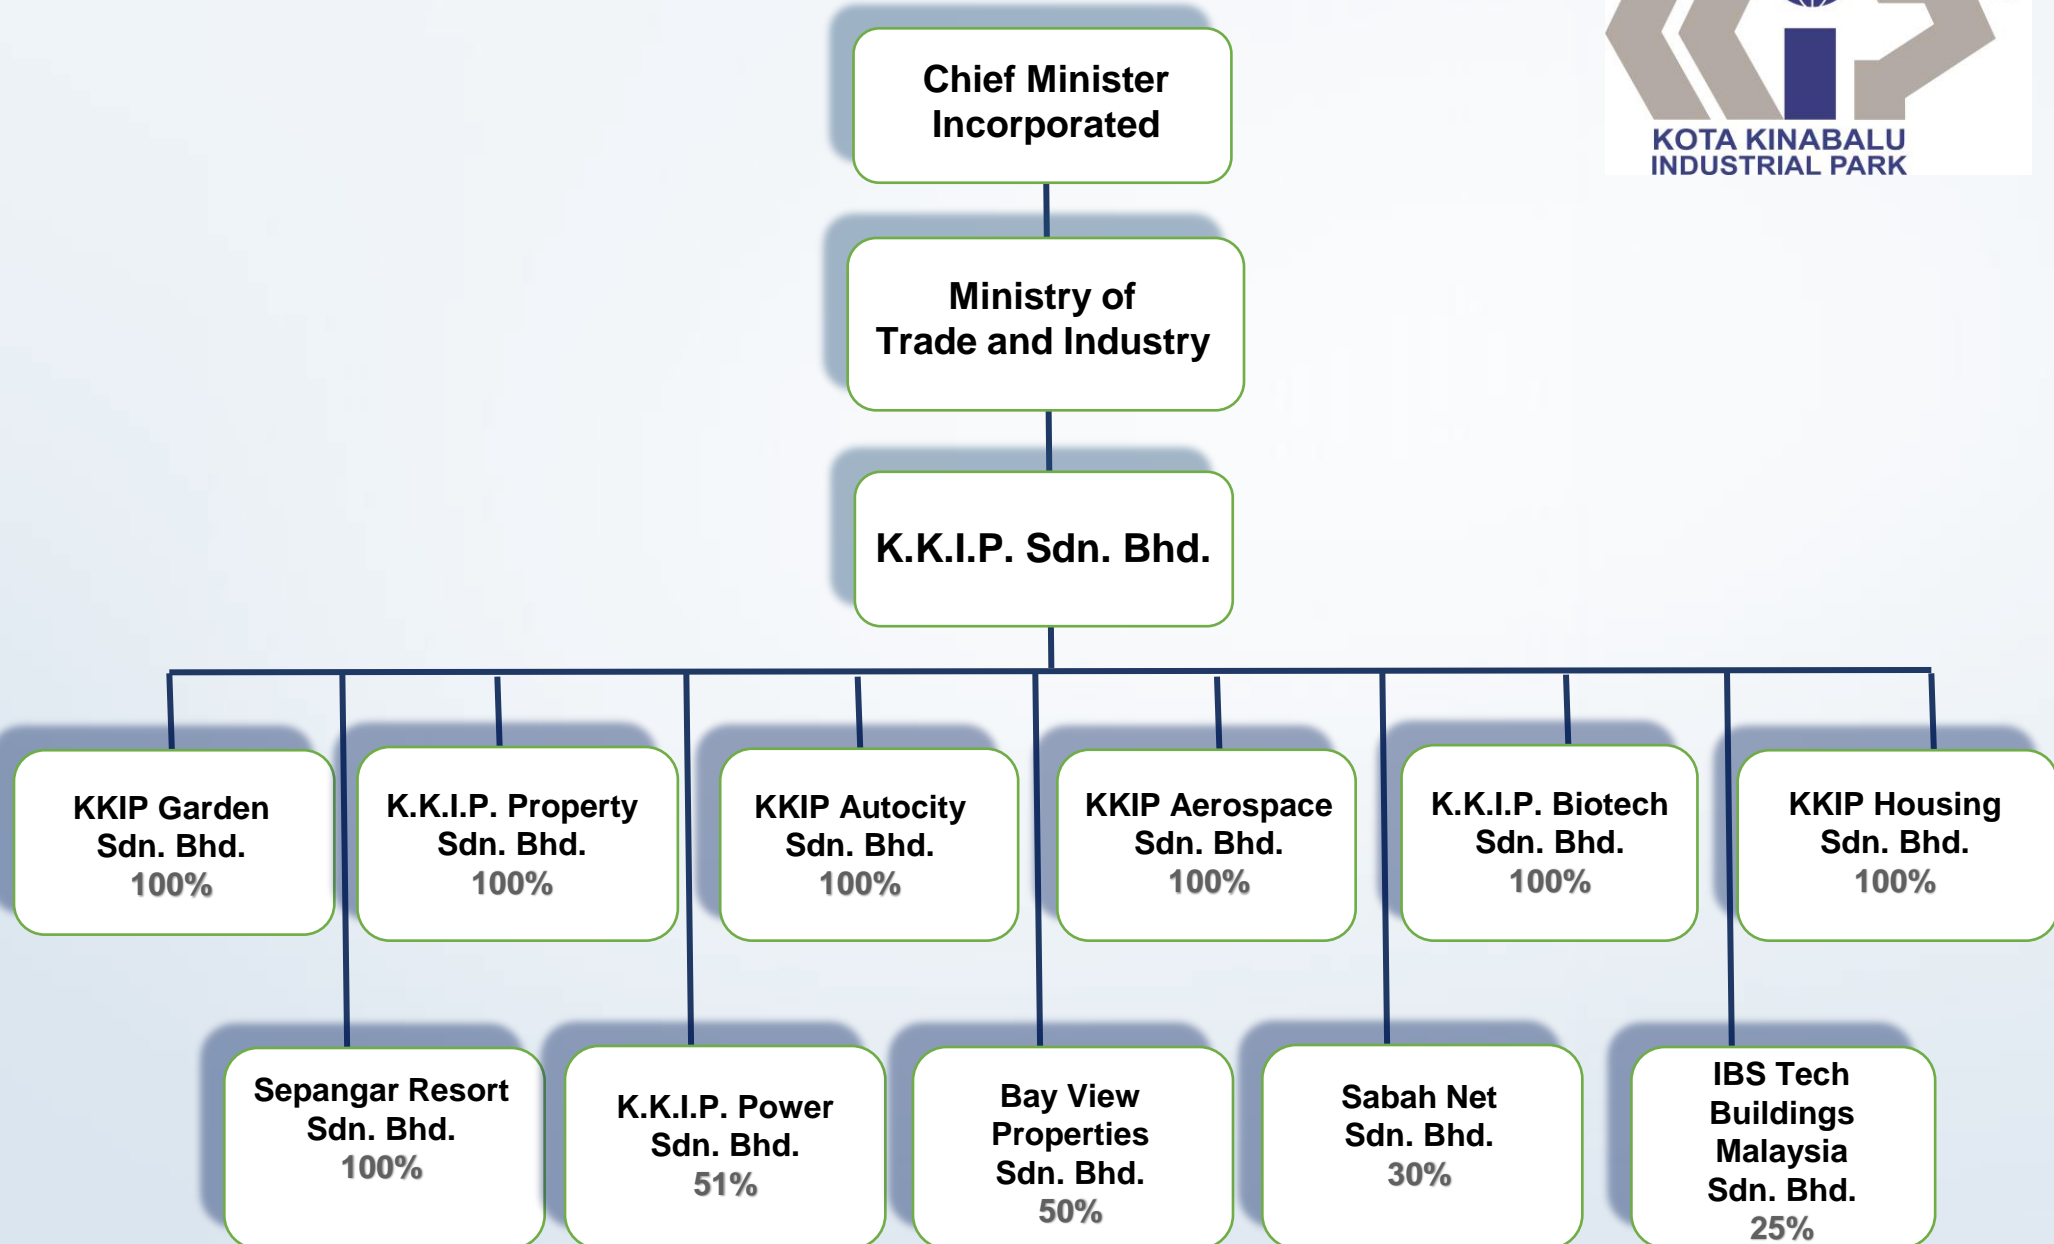 Chief Minister
Incorporated
KOTA KINABALU
INDUSTRIAL PARK
Ministry of
Trade and Industry
K.K.I.P. Sdn. Bhd.
KKIP Garden
Sdn. Bhd.
100%
K.K.I.P. Property
Sdn. Bhd.
100%
KKIP Autocity
Sdn. Bhd.
100%
KKIP Aerospace
Sdn. Bhd.
100%
K.K.I.P. Biotech
Sdn. Bhd.
100%
KKIP Housing
Sdn. Bhd.
100%
Sepangar Resort
Sdn. Bhd.
100%
K.K.I.P. Power
Sdn. Bhd.
51%
Bay View
Properties
Sdn. Bhd.
50%
Sabah Net
Sdn. Bhd.
30%
IBS Tech
Buildings
Malaysia
Sdn. Bhd.
25%